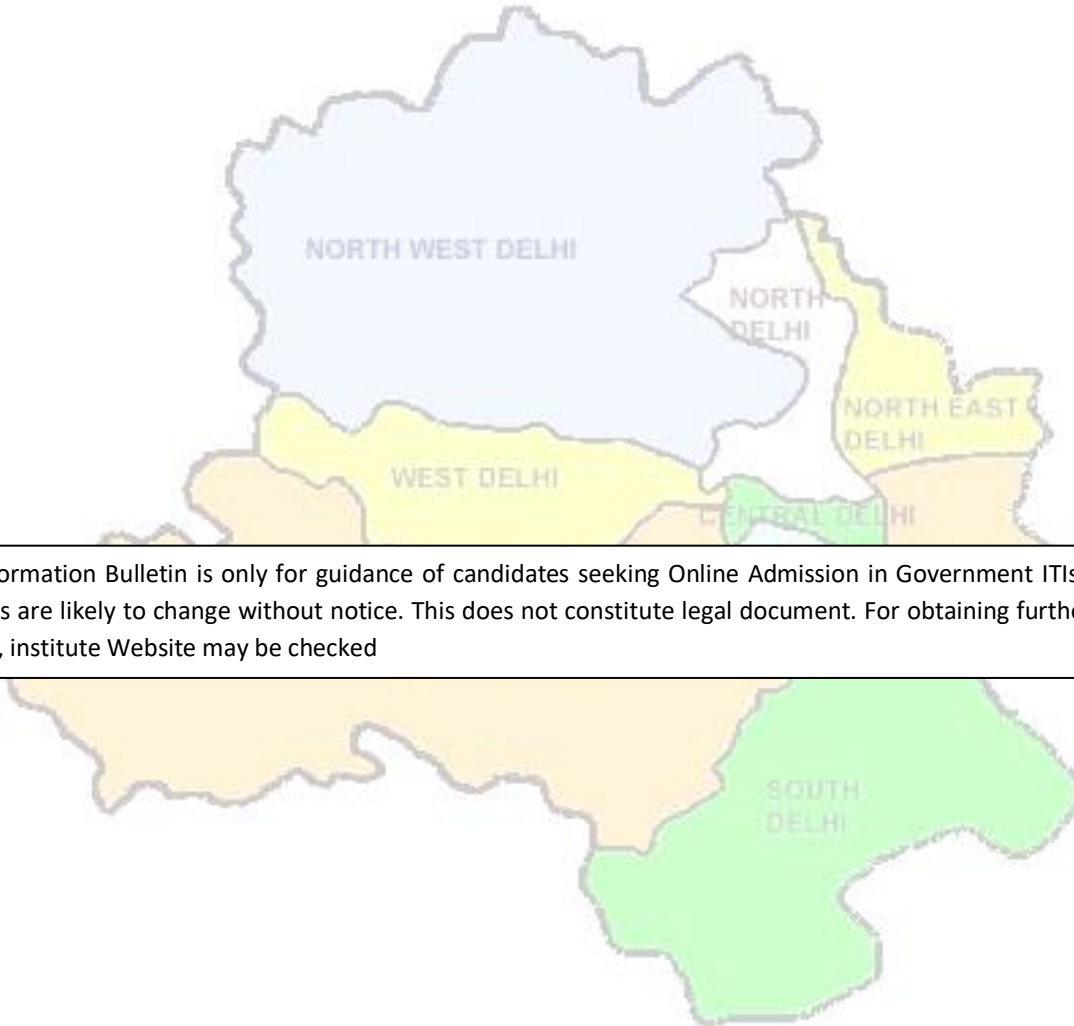 NORTH WEST DELHI
NORTH
DELHI
NORTH EAST
DELHI
WEST DELHI
CENTRAL DELHI
ormation Bulletin is only for guidance of candidates seeking Online Admission in Government ITIs
s are likely to change without notice. This does not constitute legal document. For obtaining furthe
, institute Website may be checked
SOUTH
DELHI